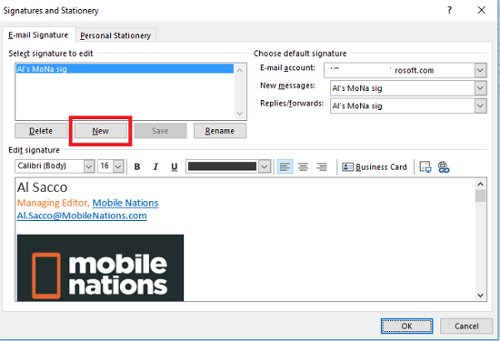 Signatures and Stationery
E-mail Signature Personal Stationery
Select signature to edit
Al's MoNa sig
Delete New Save Rename
Choose default signature
E-mail account: rosoft.com
New messages: Al's MoNa sig
Replies/forwards: Al's MoNa sig
Edit signature
Calibri (Body) 16 B I U Business Card
Al Sacco
Managing Editor, Mobile Nations
Al.Sacco@MobileNations.com
mobile
nations
OK Cancel